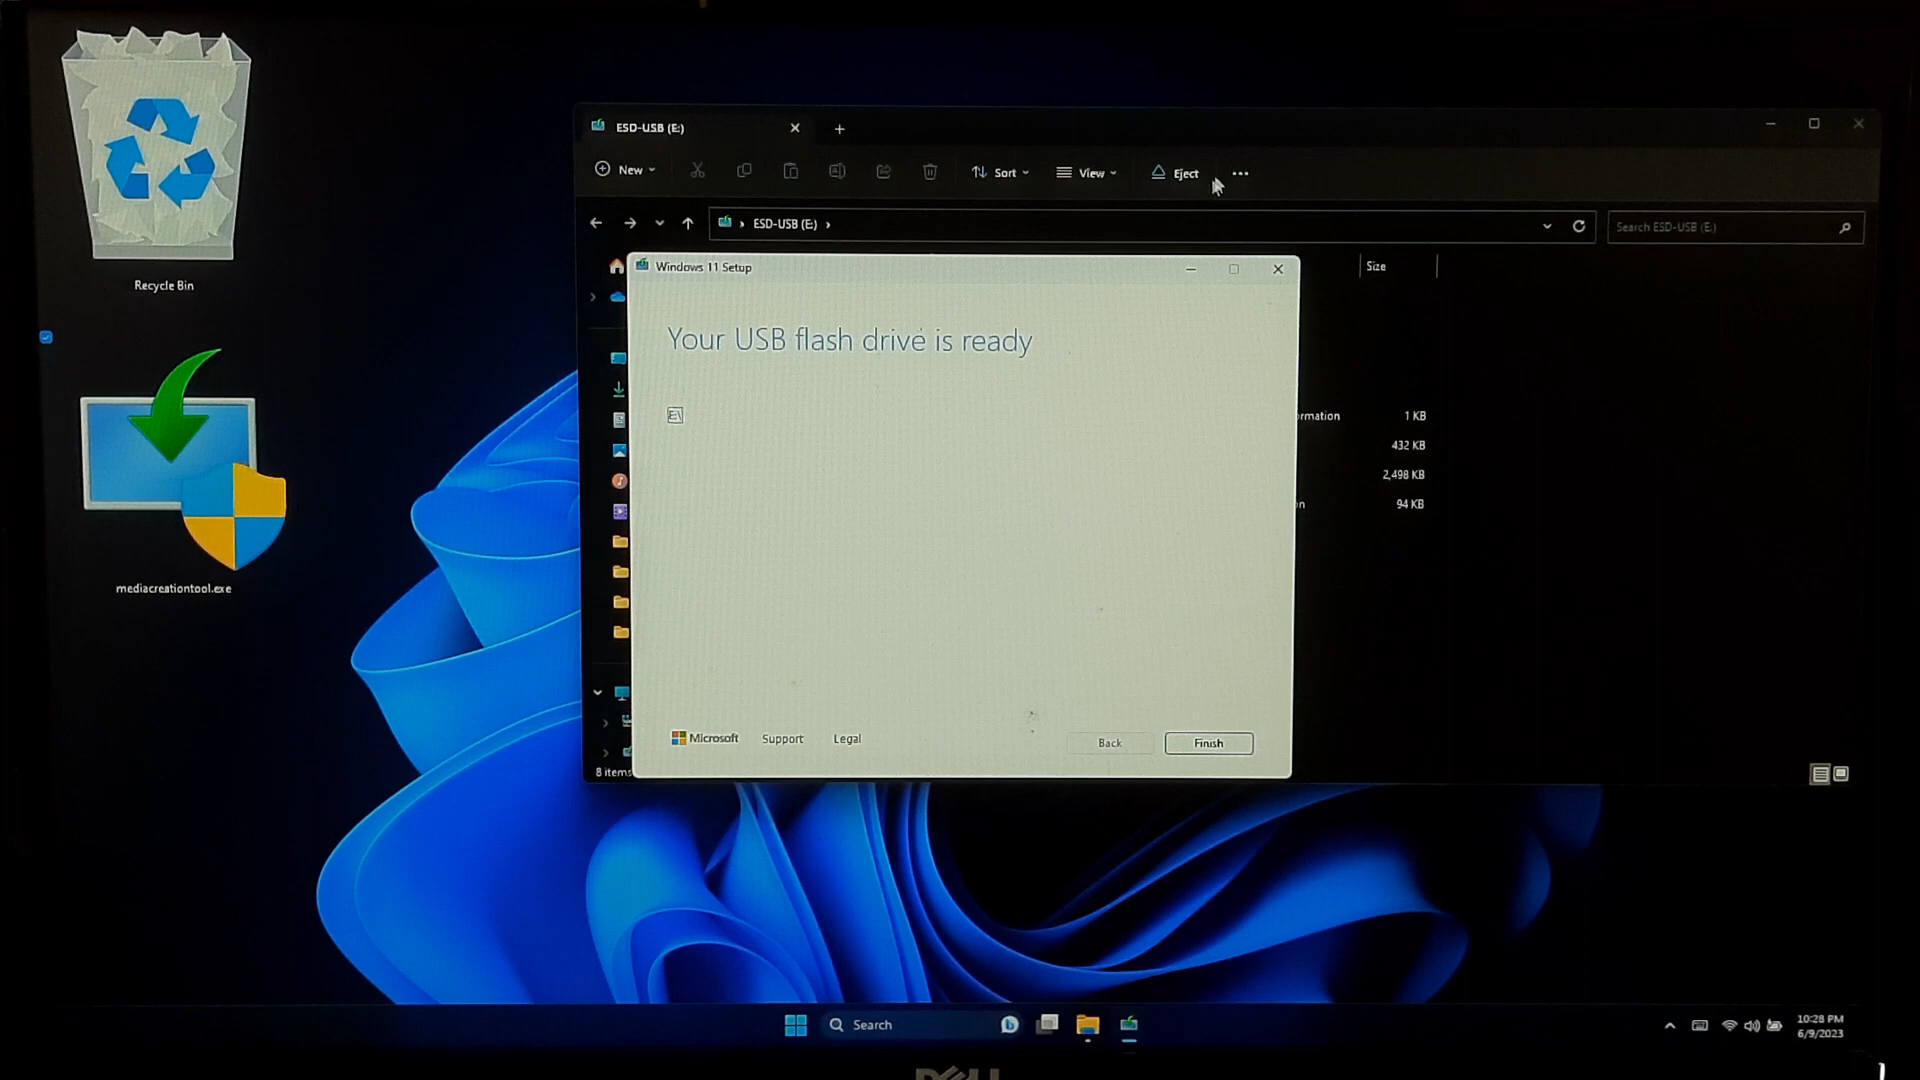 Recycle Bin
mediacreationtool.exe
ESD-USB (E:)
New
Sort
View
Eject
ESD-USB (E:)
Search ESD-USB (E:)
Size
Windows 11 Setup
Your USB flash drive is ready
E:\
rmation 1 KB
432 KB
2,498 KB
n 94 KB
Microsoft Support Legal
Back Finish
8 items
Search
10:28 PM
6/9/2023
DELL